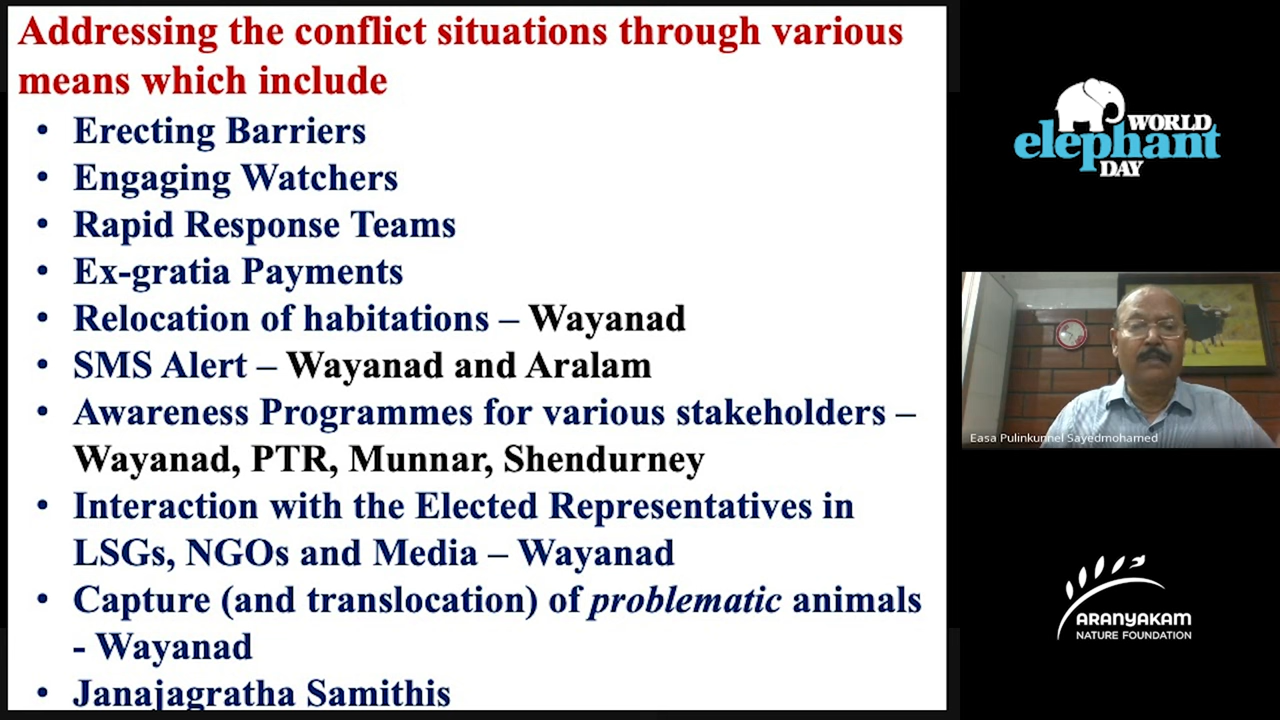 Addressing the conflict situations through various
means which include
• Erecting Barriers
• Engaging Watchers
• Rapid Response Teams
• Ex-gratia Payments
• Relocation of habitations – Wayanad
• SMS Alert – Wayanad and Aralam
• Awareness Programmes for various stakeholders –
Wayanad, PTR, Munnar, Shendurney
• Interaction with the Elected Representatives in
LSGs, NGOs and Media – Wayanad
• Capture (and translocation) of problematic animals
- Wayanad
• Janajagratha Samithis
WORLD
elephant
DAY
Easa Pulinkunnel Sayedmohamed
ARANYAKAM
NATURE FOUNDATION